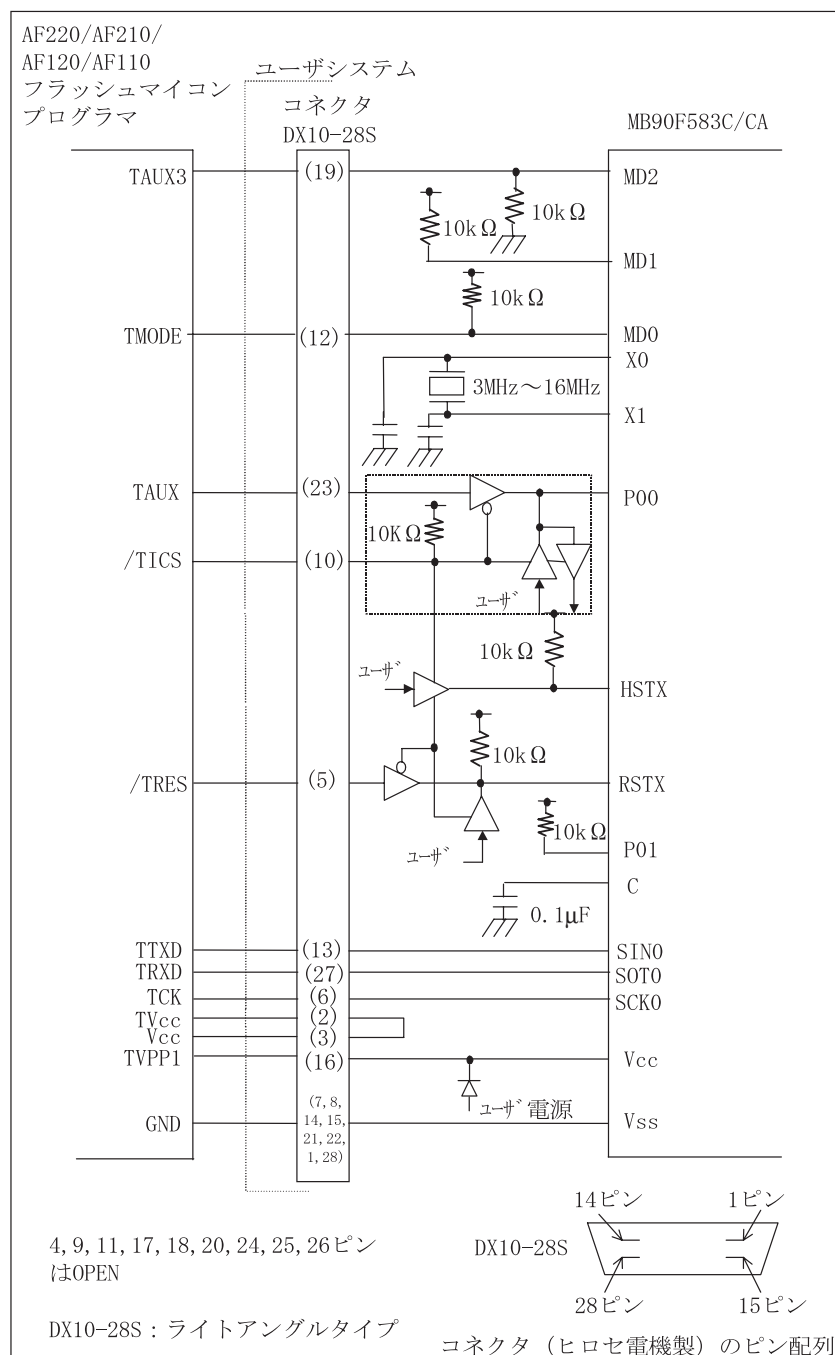 AF220/AF210/
AF120/AF110
フラッシュマイコン
プログラマ
ユーザシステム
コネクタ
DX10-28S
MB90F583C/CA
TAUX3
(19)
MD2
10kΩ
10kΩ
MD1
10kΩ
TMODE
(12)
MD0
X0
3MHz～16MHz
X1
TAUX
(23)
P00
10KΩ
/TICS
(10)
ユーザ
10kΩ
ユーザ
HSTX
10kΩ
/TRES
(5)
RSTX
10kΩ
ユーザ
P01
C
0.1μF
TTXD
(13)
SIN0
TRXD
(27)
SOT0
TCK
(6)
SCK0
TVcc
(2)
Vcc
(3)
TVPP1
(16)
Vcc
ユーザ電源
GND
(7,8,
14,15,
21,22,
1,28)
Vss
14ピン
1ピン
4,9,11,17,18,20,24,25,26ピン
はOPEN
DX10-28S
28ピン
15ピン
DX10-28S：ライトアングルタイプ
コネクタ（ヒロセ電機製）のピン配列